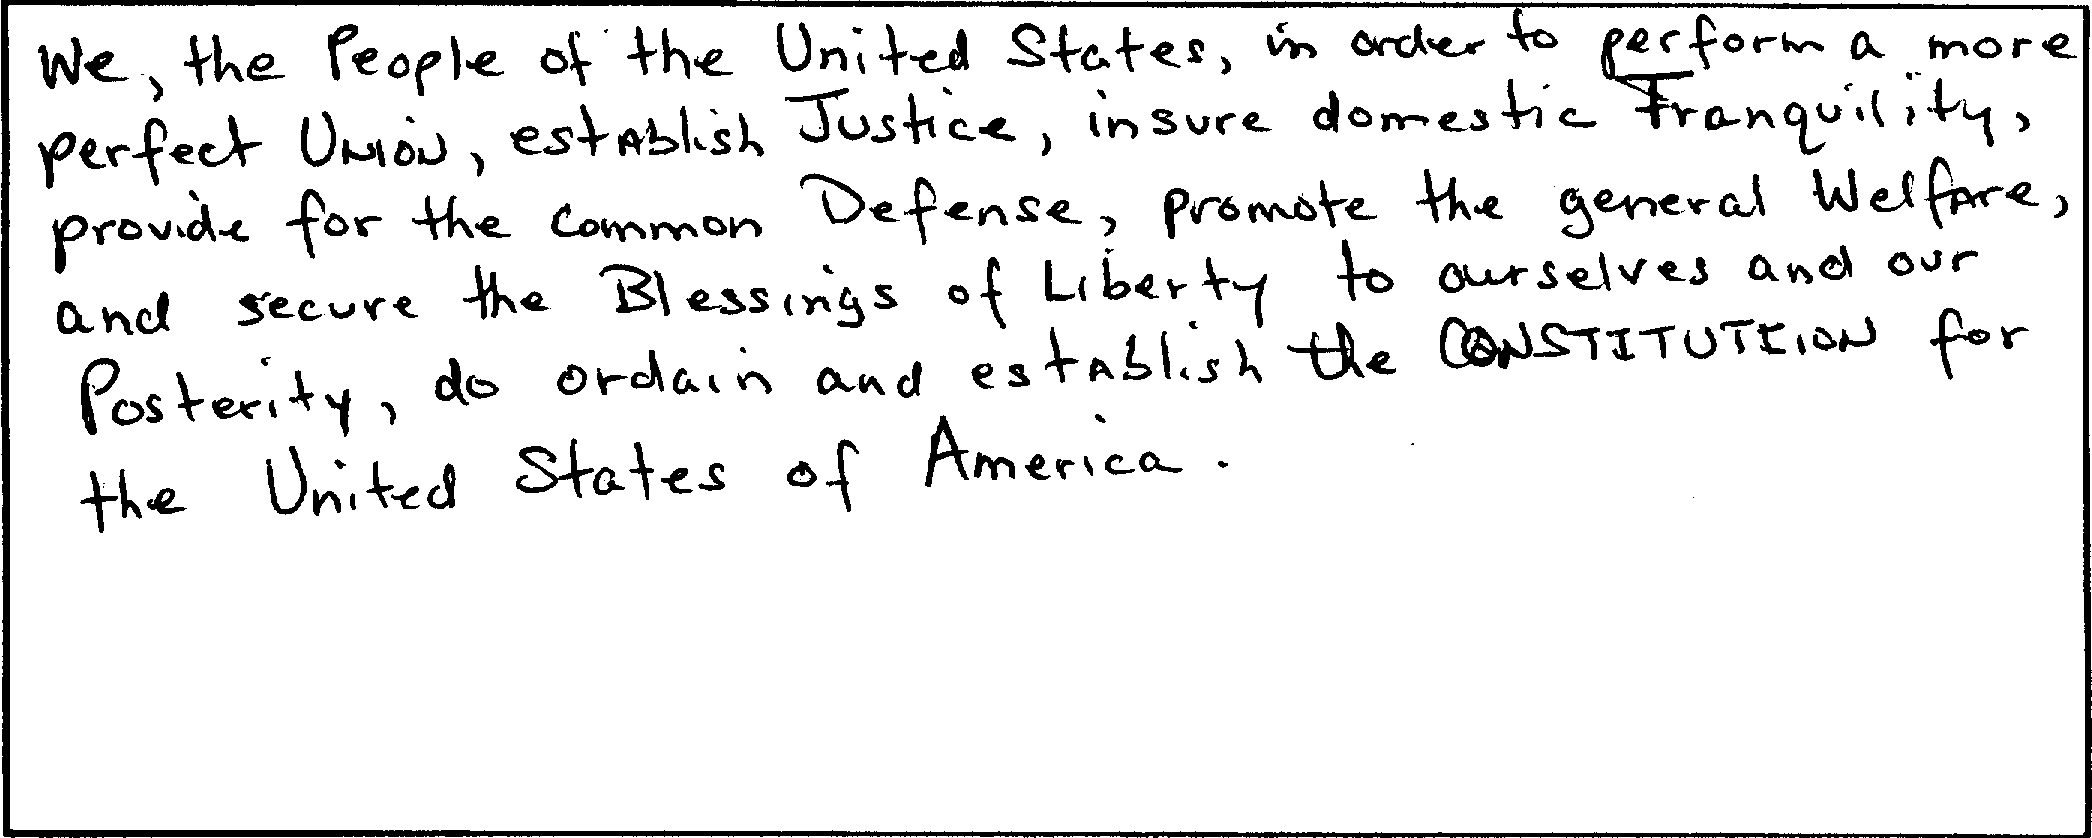 We, the People of the United States, in order to perform a more
perfect Union, establish Justice, insure domestic Tranquility,
provide for the common Defense, promote the general Welfare,
and secure the Blessings of Liberty to ourselves and our
Posterity, do ordain and establish the CONSTITUTEION for
the United States of America.